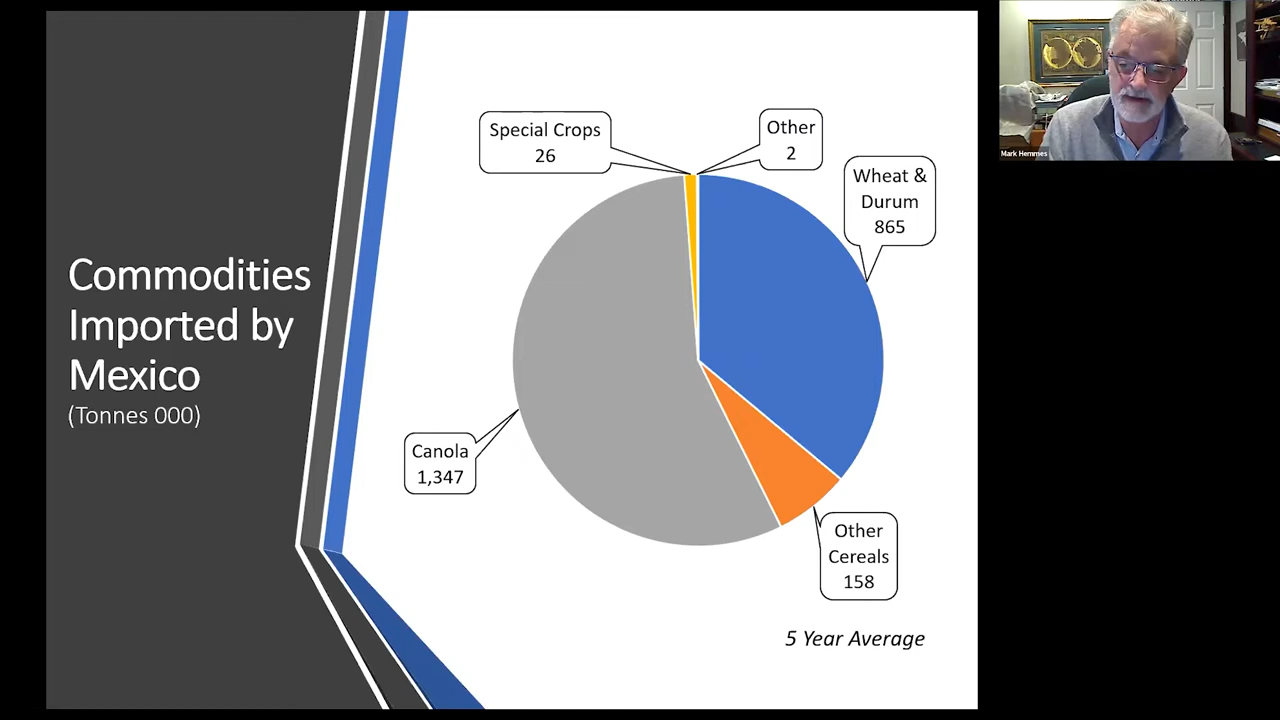 Commodities
Imported by
Mexico
(Tonnes 000)
Special Crops
26
Other
2
Wheat &
Durum
865
Canola
1,347
Other
Cereals
158
5 Year Average
Mark Hemmes